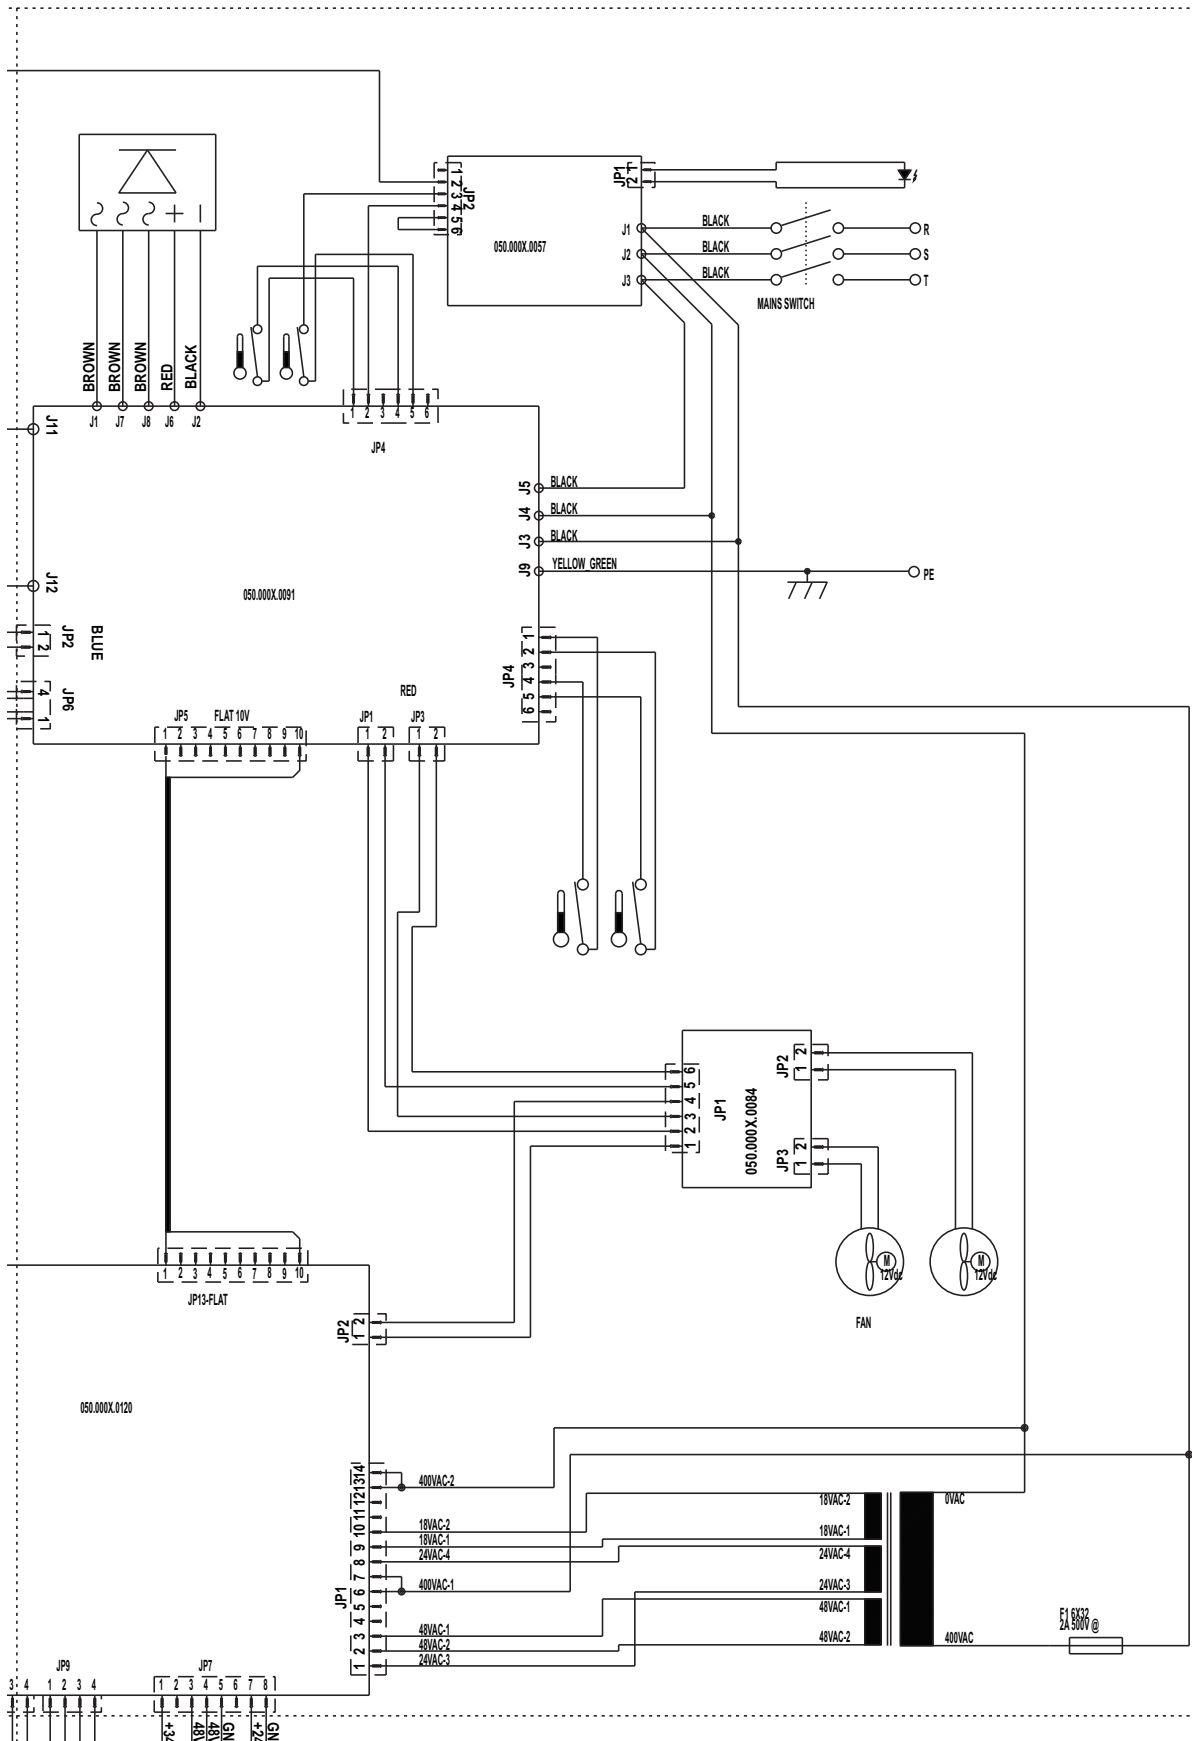 1
2
3
4
5
6
JP2
050.000X.0057
JP1
1
2
J1
J2
J3
BLACK
BLACK
BLACK
R
S
T
MAINS SWITCH
BROWN
BROWN
BROWN
RED
BLACK
J1 J7 J8 J6 J2
J11
1 2 3 4 5 6
JP4
J5 BLACK
J4 BLACK
J3 BLACK
J9 YELLOW_GREEN
PE
J12
050.000X.0091
JP2
1
2
BLUE
JP6
4
1
JP4
1
2
3
4
5
6
RED
JP5 FLAT 10V
JP1 JP3
1 2 3 4 5 6 7 8 9 10
1 2
1 2
6
5
4
3
2
1
JP1
050.000X.0084
JP2
2
1
JP3
2
1
M
12Vdc
M
12Vdc
FAN
1 2 3 4 5 6 7 8 9 10
JP13-FLAT
JP2
2
1
050.000X.0120
14
13
12
11
10
9
8
7
6
5
4
3
2
1
JP1
400VAC-2
18VAC-2
18VAC-1
24VAC-4
400VAC-1
48VAC-1
48VAC-2
24VAC-3
18VAC-2
18VAC-1
24VAC-4
24VAC-3
48VAC-1
48VAC-2
0VAC
400VAC
F1 6X32
2A 500V @
JP9
3 4 1 2 3 4
JP7
1 2 3 4 5 6 7 8